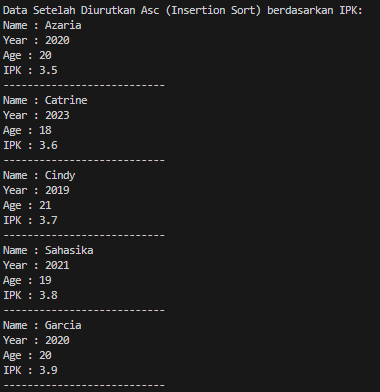 Data Setelah Diurutkan Asc (Insertion Sort) berdasarkan IPK:
Name : Azaria
Year : 2020
Age : 20
IPK : 3.5
---------------------------
Name : Catrine
Year : 2023
Age : 18
IPK : 3.6
---------------------------
Name : Cindy
Year : 2019
Age : 21
IPK : 3.7
---------------------------
Name : Sahasika
Year : 2021
Age : 19
IPK : 3.8
---------------------------
Name : Garcia
Year : 2020
Age : 20
IPK : 3.9
---------------------------